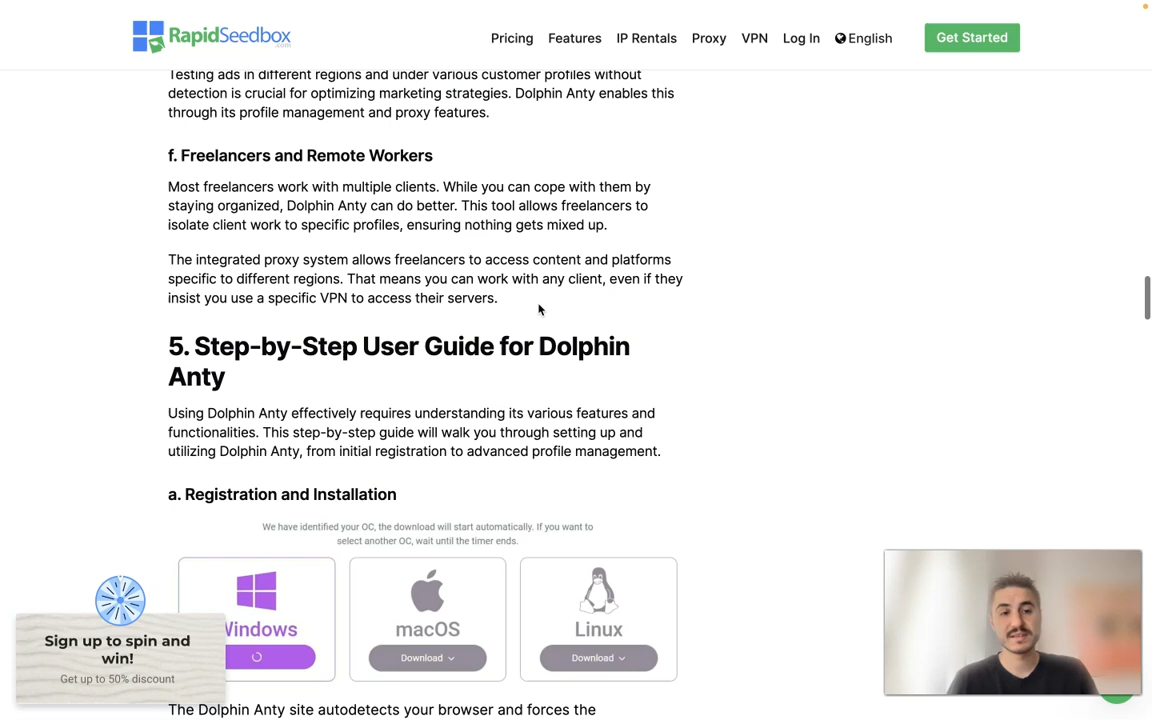 RapidSeedbox
.com
Pricing Features IP Rentals Proxy VPN Log In English Get Started
Testing ads in different regions and under various customer profiles without
detection is crucial for optimizing marketing strategies. Dolphin Anty enables this
through its profile management and proxy features.
f. Freelancers and Remote Workers
Most freelancers work with multiple clients. While you can cope with them by
staying organized, Dolphin Anty can do better. This tool allows freelancers to
isolate client work to specific profiles, ensuring nothing gets mixed up.
The integrated proxy system allows freelancers to access content and platforms
specific to different regions. That means you can work with any client, even if they
insist you use a specific VPN to access their servers.
5. Step-by-Step User Guide for Dolphin
Anty
Using Dolphin Anty effectively requires understanding its various features and
functionalities. This step-by-step guide will walk you through setting up and
utilizing Dolphin Anty, from initial registration to advanced profile management.
a. Registration and Installation
We have identified your OC, the download will start automatically. If you want to
select another OC, wait until the timer ends.
Windows macOS Linux
Download Download
Sign up to spin and
win!
Get up to 50% discount
The Dolphin Anty site autodetects your browser and forces the